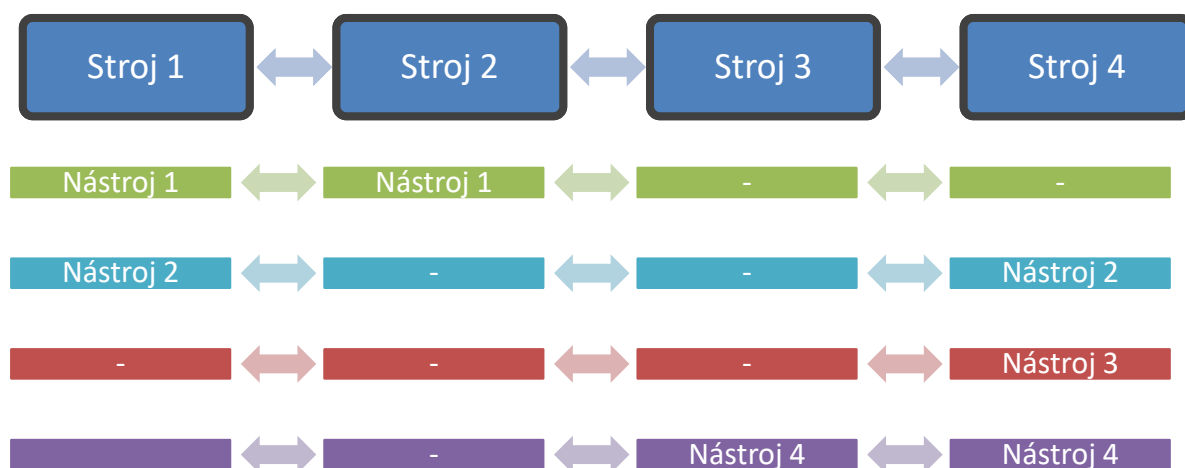 Stroj 1 Stroj 2 Stroj 3 Stroj 4
Nástroj 1 Nástroj 1 - -
Nástroj 2 - - Nástroj 2
- - - Nástroj 3
- Nástroj 4 Nástroj 4